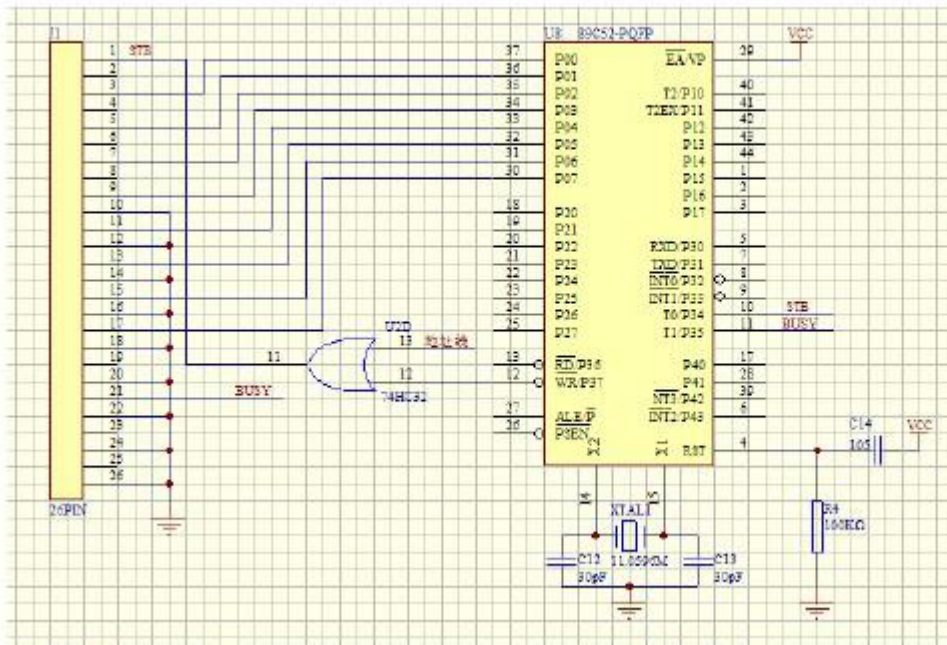 J1
1 STB
2
3
4
5
6
7
8
9
10
11
12
13
14
15
16
17
18
19
20
21 BUSY
22
23
24
25
26
26PIN
U2D
13 地址线
12
11
74HC32
U8 89C52-PQFP
37 P00
36 P01
35 P02
34 P03
33 P04
32 P05
31 P06
30 P07
18 P20
19 P21
20 P22
21 P23
22 P24
23 P25
24 P26
25 P27
13 RD/P36
12 WR/P37
27 ALE/P
26 PSEN
EA/VP 29 VCC
T2/P10 40
T2EX/P11 41
P12 42
P13 43
P14 44
P15 1
P16 2
P17 3
RXD/P30 5
TXD/P31 7
INT0/P32 8
INT1/P33 9
T0/P34 10 STB
T1/P35 11 BUSY
P40 17
P41 28
P42 39
INT2/P43 6
RST 4
X2 14
X1 15
C14
105
VCC
R4
100KΩ
XTAL1
11.0596M
C12
30pF
C13
30pF